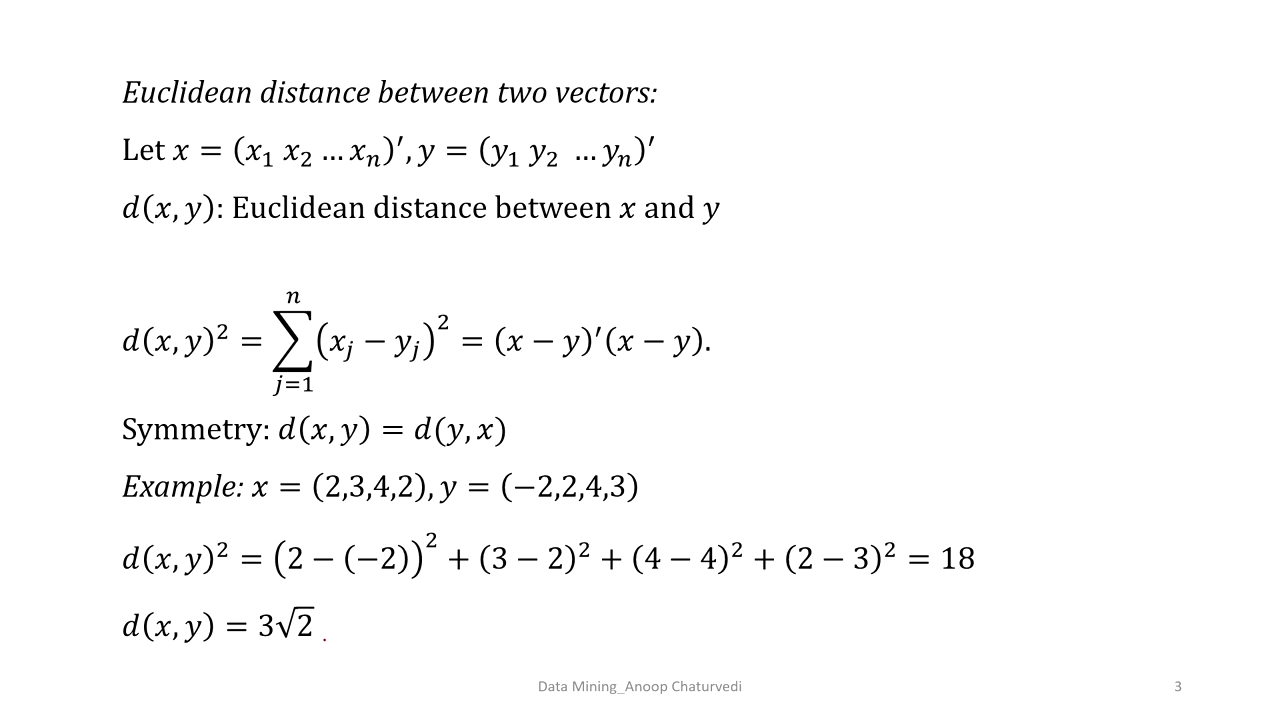 Euclidean distance between two vectors:
Let x = (x₁ x₂ … xₙ)′, y = (y₁ y₂ … yₙ)′
d(x, y): Euclidean distance between x and y
d(x, y)² = ∑ⱼ₌₁ⁿ (xⱼ − yⱼ)² = (x − y)′(x − y).
Symmetry: d(x, y) = d(y, x)
Example: x = (2,3,4,2), y = (−2,2,4,3)
d(x, y)² = (2 − (−2))² + (3 − 2)² + (4 − 4)² + (2 − 3)² = 18
d(x, y) = 3√2 .
Data Mining_Anoop Chaturvedi
3